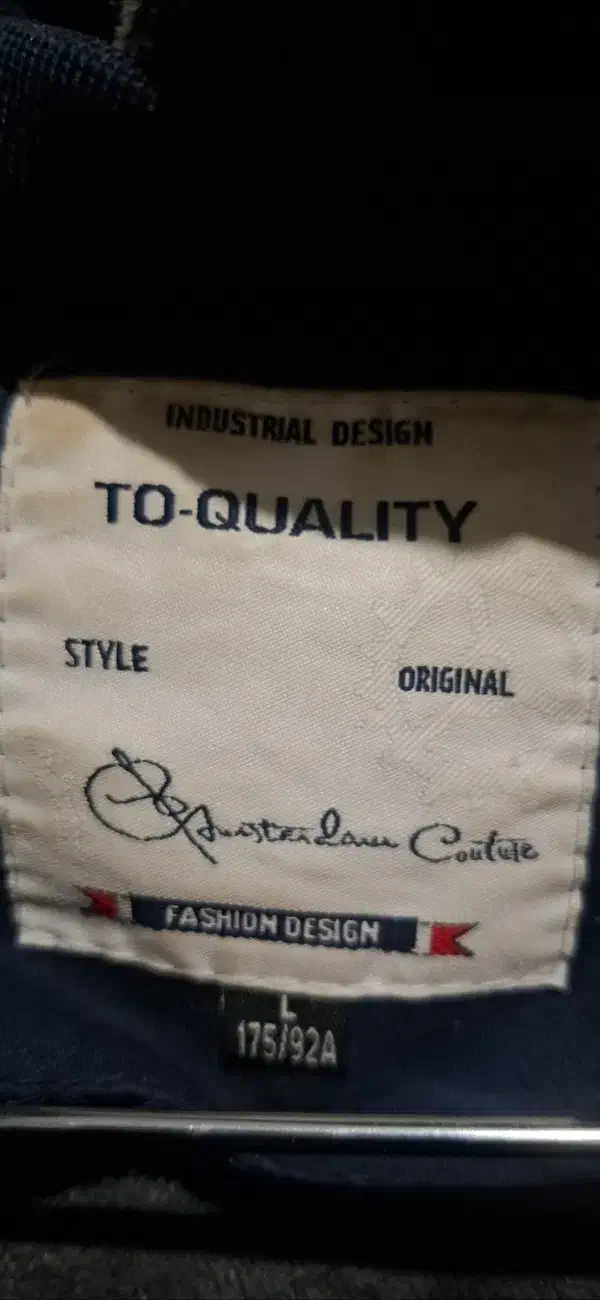 INDUSTRIAL DESIGN
TO-QUALITY
STYLE
ORIGINAL
Amsterdam Couture
FASHION DESIGN
L
175/92A